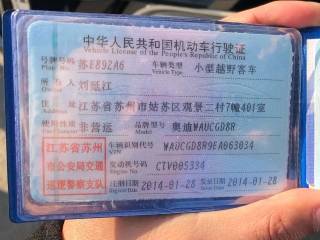 中华人民共和国机动车行驶证
Vehicle License of the People's Republic of China
号牌号码 苏E892A6 车辆类型 小型越野客车
Plate No. Vehicle Type
所有人
住址 江苏省苏州市姑苏区观景二村7幢401室
使用性质 非营运 品牌型号 奥迪WAUCGD8R
江苏省苏州
市公安局交通
巡逻警察支队
车辆识别代号 WAUCGD8R9EA063034
VIN
发动机号码 CTV005334
注册日期 2014-01-28 发证日期 2014-01-28